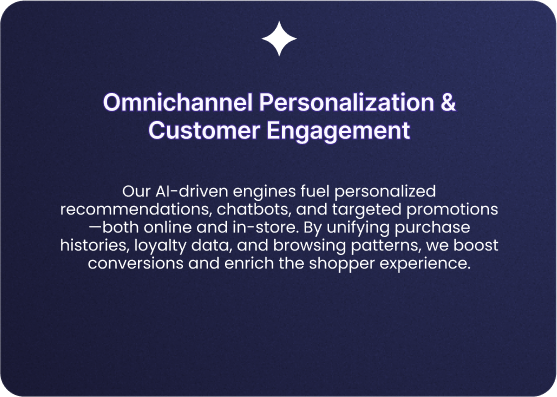 Omnichannel Personalization &
Customer Engagement
Our AI-driven engines fuel personalized
recommendations, chatbots, and targeted promotions
—both online and in-store. By unifying purchase
histories, loyalty data, and browsing patterns, we boost
conversions and enrich the shopper experience.